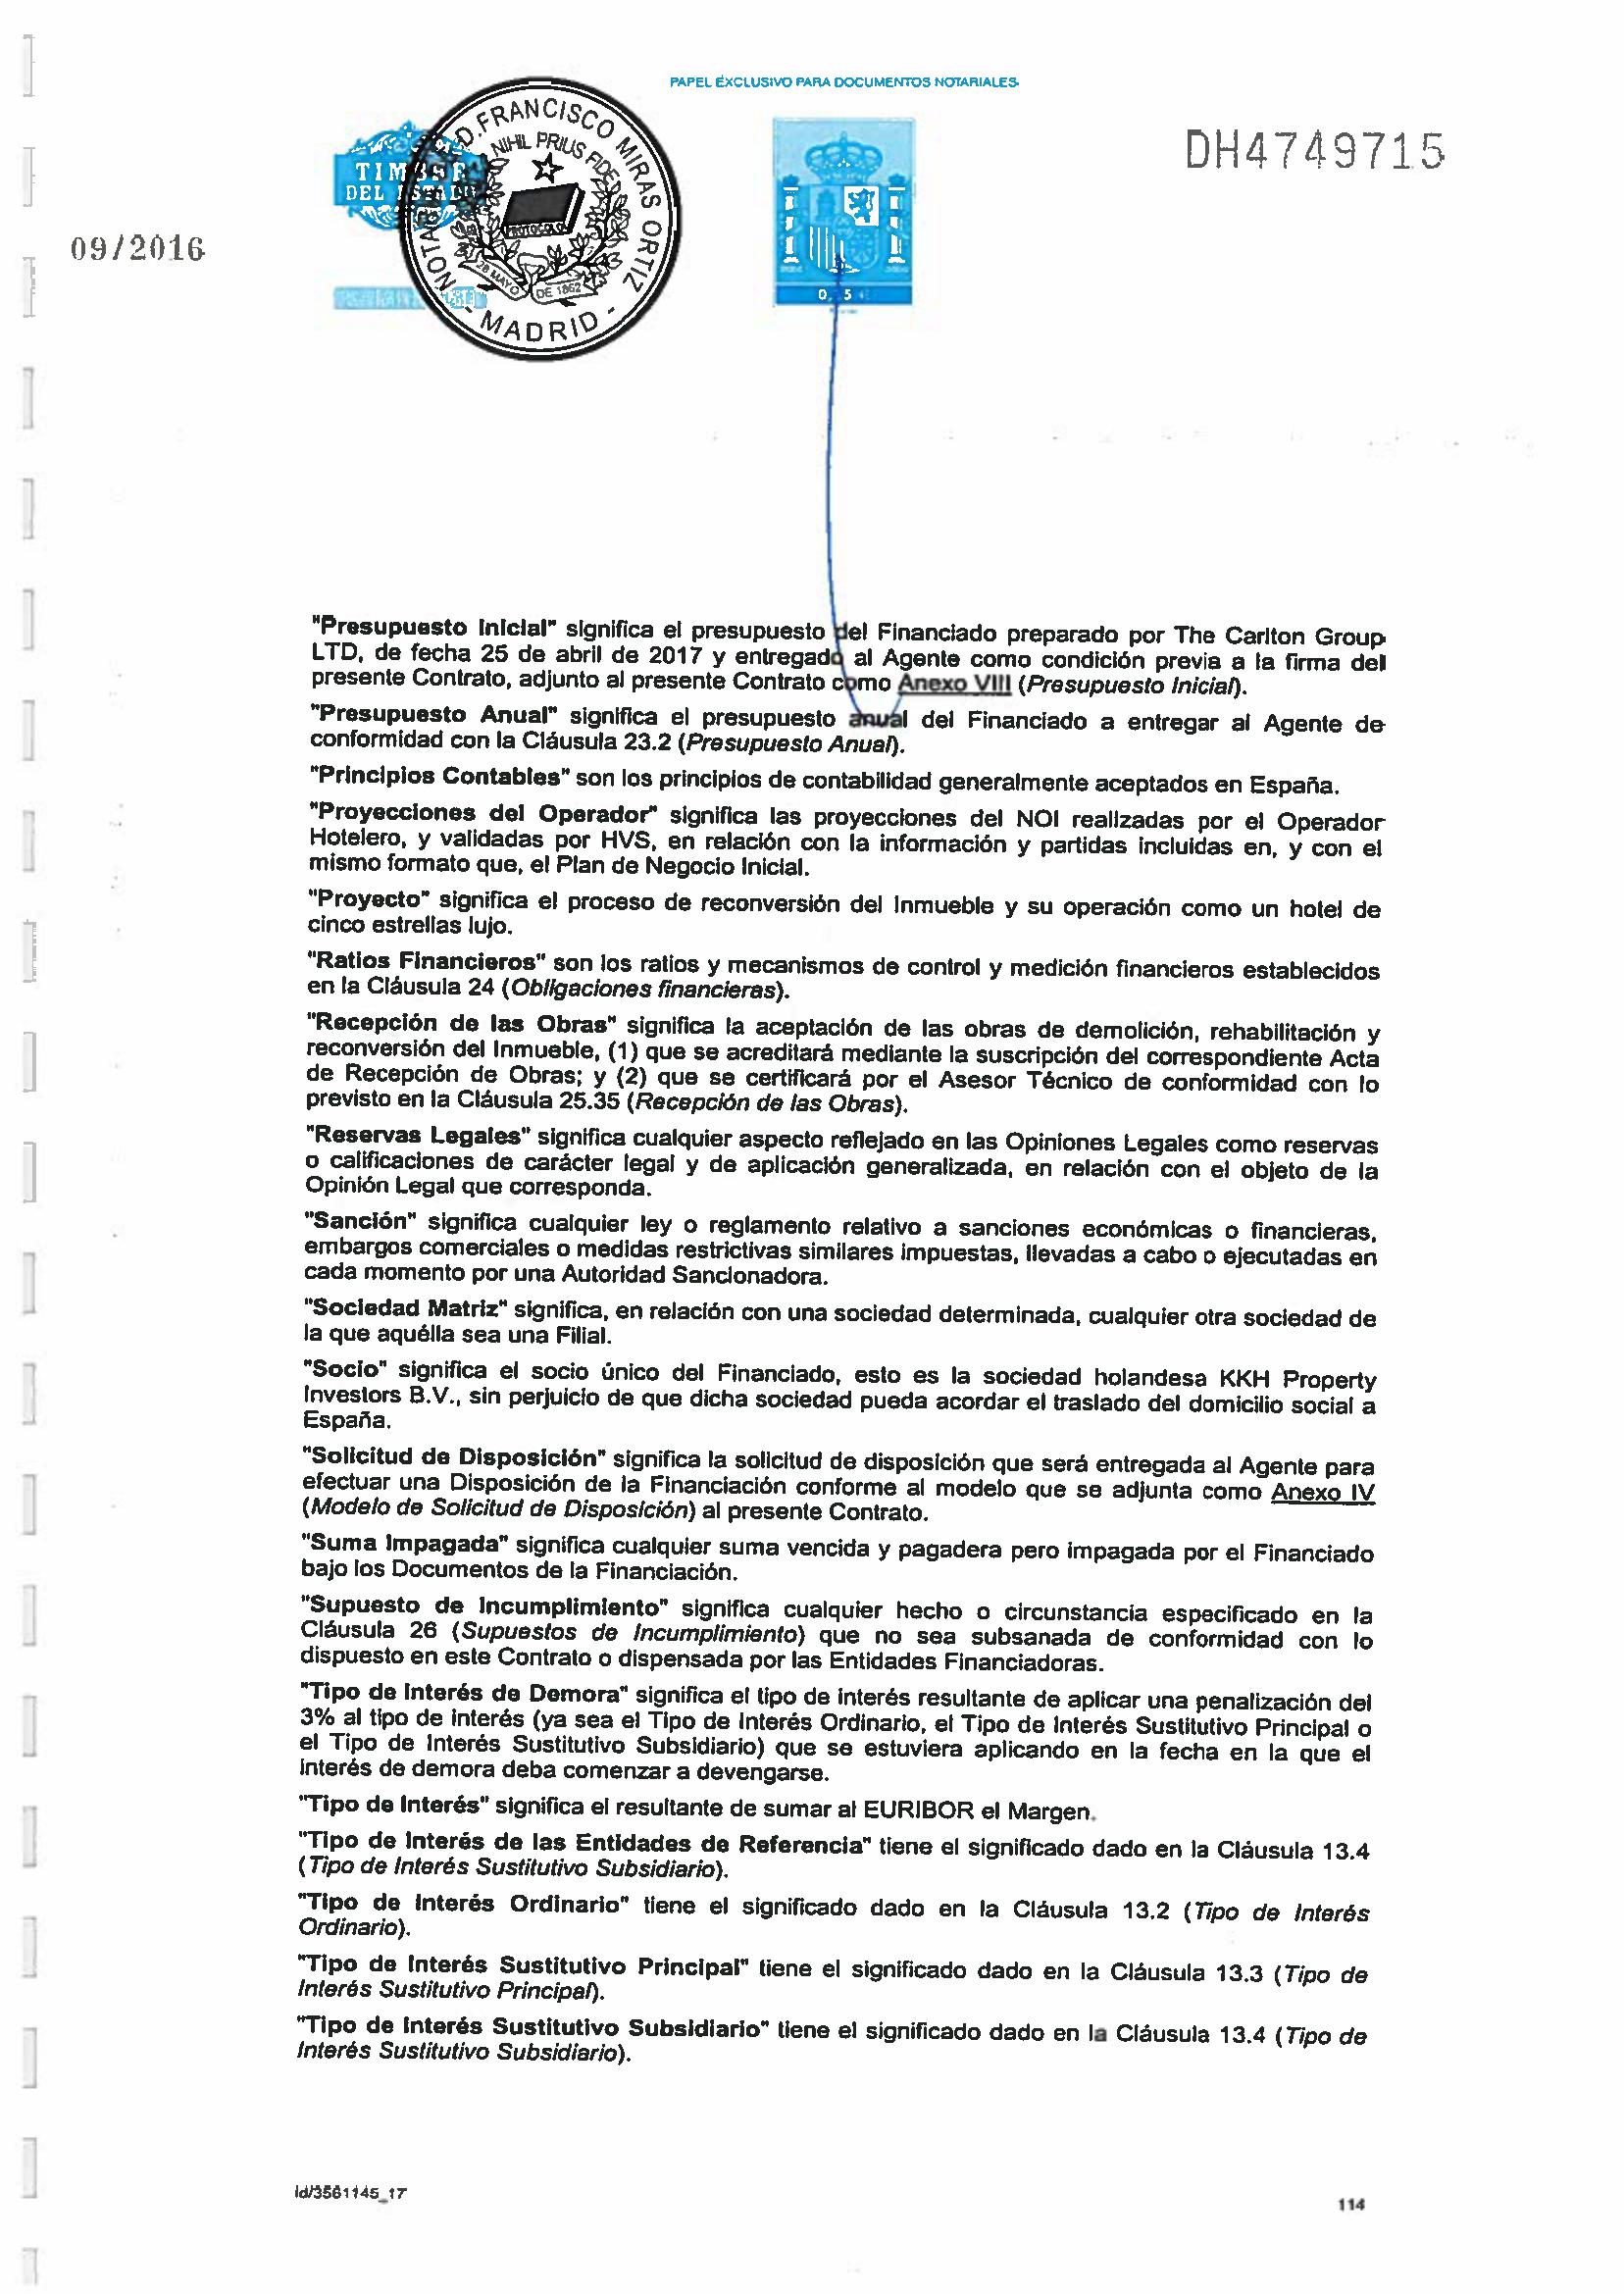 PAPEL EXCLUSIVO PARA DOCUMENTOS NOTARIALES
DH4749715
TIMBRE
DEL ESTADO
D. FRANCISCO MIRAS ORTIZ
NIHIL PRIUS FIDE
PROTOCOLO
28 MAYO DE 1862
- MADRID -
09/2016
"Presupuesto Inicial" significa el presupuesto del Financiado preparado por The Carlton Group
LTD, de fecha 25 de abril de 2017 y entregado al Agente como condición previa a la firma del
presente Contrato, adjunto al presente Contrato como Anexo VIII (Presupuesto Inicial).
"Presupuesto Anual" significa el presupuesto anual del Financiado a entregar al Agente de
conformidad con la Cláusula 23.2 (Presupuesto Anual).
"Principios Contables" son los principios de contabilidad generalmente aceptados en España.
"Proyecciones del Operador" significa las proyecciones del NOI realizadas por el Operador
Hotelero, y validadas por HVS, en relación con la información y partidas incluidas en, y con el
mismo formato que, el Plan de Negocio Inicial.
"Proyecto" significa el proceso de reconversión del Inmueble y su operación como un hotel de
cinco estrellas lujo.
"Ratios Financieros" son los ratios y mecanismos de control y medición financieros establecidos
en la Cláusula 24 (Obligaciones financieras).
"Recepción de las Obras" significa la aceptación de las obras de demolición, rehabilitación y
reconversión del Inmueble, (1) que se acreditará mediante la suscripción del correspondiente Acta
de Recepción de Obras; y (2) que se certificará por el Asesor Técnico de conformidad con lo
previsto en la Cláusula 25.35 (Recepción de las Obras).
"Reservas Legales" significa cualquier aspecto reflejado en las Opiniones Legales como reservas
o calificaciones de carácter legal y de aplicación generalizada, en relación con el objeto de la
Opinión Legal que corresponda.
"Sanción" significa cualquier ley o reglamento relativo a sanciones económicas o financieras,
embargos comerciales o medidas restrictivas similares impuestas, llevadas a cabo o ejecutadas en
cada momento por una Autoridad Sancionadora.
"Sociedad Matriz" significa, en relación con una sociedad determinada, cualquier otra sociedad de
la que aquélla sea una Filial.
"Socio" significa el socio único del Financiado, esto es la sociedad holandesa KKH Property
Investors B.V., sin perjuicio de que dicha sociedad pueda acordar el traslado del domicilio social a
España.
"Solicitud de Disposición" significa la solicitud de disposición que será entregada al Agente para
efectuar una Disposición de la Financiación conforme al modelo que se adjunta como Anexo IV
(Modelo de Solicitud de Disposición) al presente Contrato.
"Suma Impagada" significa cualquier suma vencida y pagadera pero impagada por el Financiado
bajo los Documentos de la Financiación.
"Supuesto de Incumplimiento" significa cualquier hecho o circunstancia especificado en la
Cláusula 26 (Supuestos de Incumplimiento) que no sea subsanada de conformidad con lo
dispuesto en este Contrato o dispensada por las Entidades Financiadoras.
"Tipo de Interés de Demora" significa el tipo de interés resultante de aplicar una penalización del
3% al tipo de interés (ya sea el Tipo de Interés Ordinario, el Tipo de Interés Sustitutivo Principal o
el Tipo de Interés Sustitutivo Subsidiario) que se estuviera aplicando en la fecha en la que el
interés de demora deba comenzar a devengarse.
"Tipo de Interés" significa el resultante de sumar al EURIBOR el Margen.
"Tipo de Interés de las Entidades de Referencia" tiene el significado dado en la Cláusula 13.4
(Tipo de Interés Sustitutivo Subsidiario).
"Tipo de Interés Ordinario" tiene el significado dado en la Cláusula 13.2 (Tipo de Interés
Ordinario).
"Tipo de Interés Sustitutivo Principal" tiene el significado dado en la Cláusula 13.3 (Tipo de
Interés Sustitutivo Principal).
"Tipo de Interés Sustitutivo Subsidiario" tiene el significado dado en la Cláusula 13.4 (Tipo de
Interés Sustitutivo Subsidiario).
id/3561145_17
114